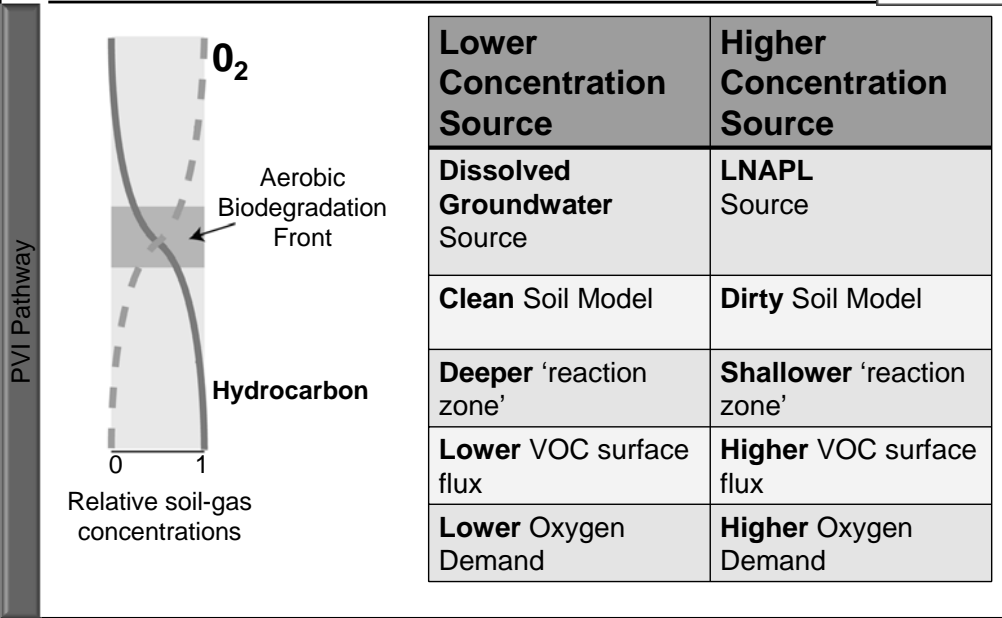 PVI Pathway
0₂
Aerobic
Biodegradation
Front
Hydrocarbon
0 1
Relative soil-gas
concentrations
Lower
Concentration
Source
Higher
Concentration
Source
Dissolved
Groundwater
Source
LNAPL
Source
Clean Soil Model
Dirty Soil Model
Deeper ‘reaction
zone’
Shallower ‘reaction
zone’
Lower VOC surface
flux
Higher VOC surface
flux
Lower Oxygen
Demand
Higher Oxygen
Demand